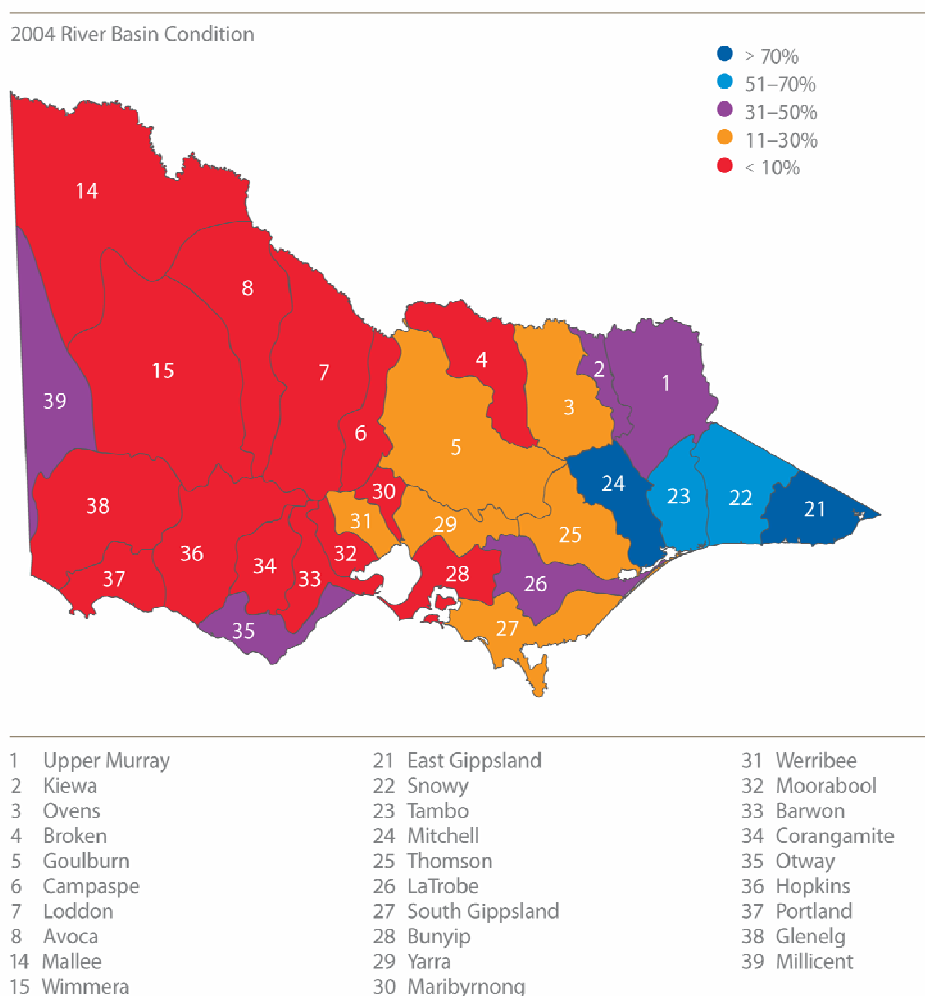 2004 River Basin Condition
> 70%
51–70%
31–50%
11–30%
< 10%
14
8
15
7
4
3
2
1
39
6
5
38
30
31
29
25
24
23
22
21
36
34
33
32
37
28
26
35
27
1 Upper Murray
2 Kiewa
3 Ovens
4 Broken
5 Goulburn
6 Campaspe
7 Loddon
8 Avoca
14 Mallee
15 Wimmera
21 East Gippsland
22 Snowy
23 Tambo
24 Mitchell
25 Thomson
26 LaTrobe
27 South Gippsland
28 Bunyip
29 Yarra
30 Maribyrnong
31 Werribee
32 Moorabool
33 Barwon
34 Corangamite
35 Otway
36 Hopkins
37 Portland
38 Glenelg
39 Millicent